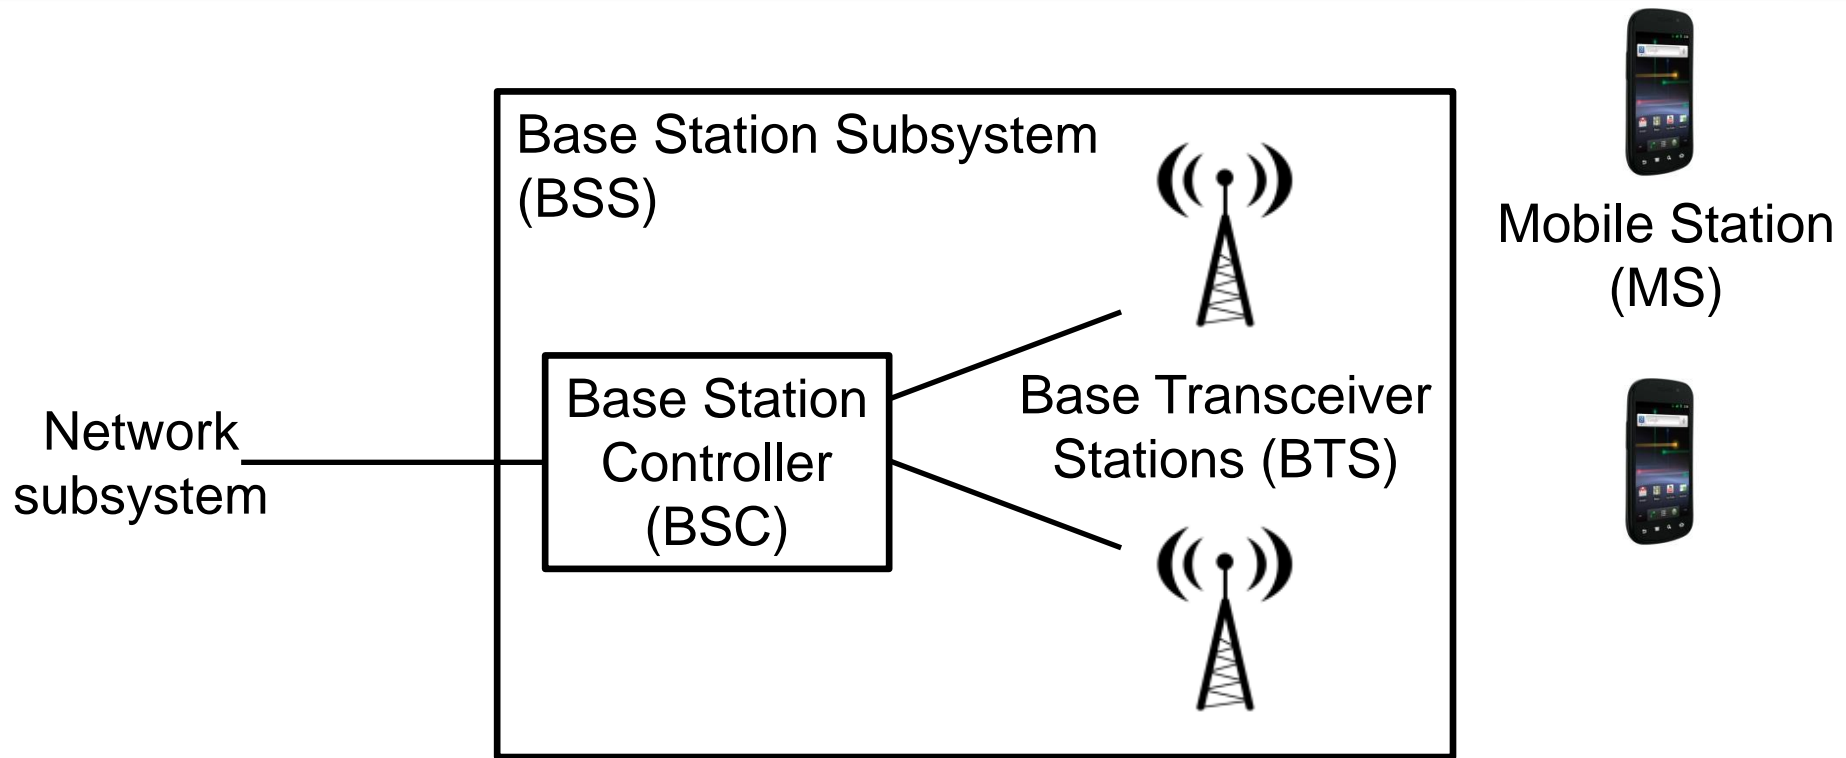 Base Station Subsystem
(BSS)
Mobile Station
(MS)
Network
subsystem
Base Station
Controller
(BSC)
Base Transceiver
Stations (BTS)